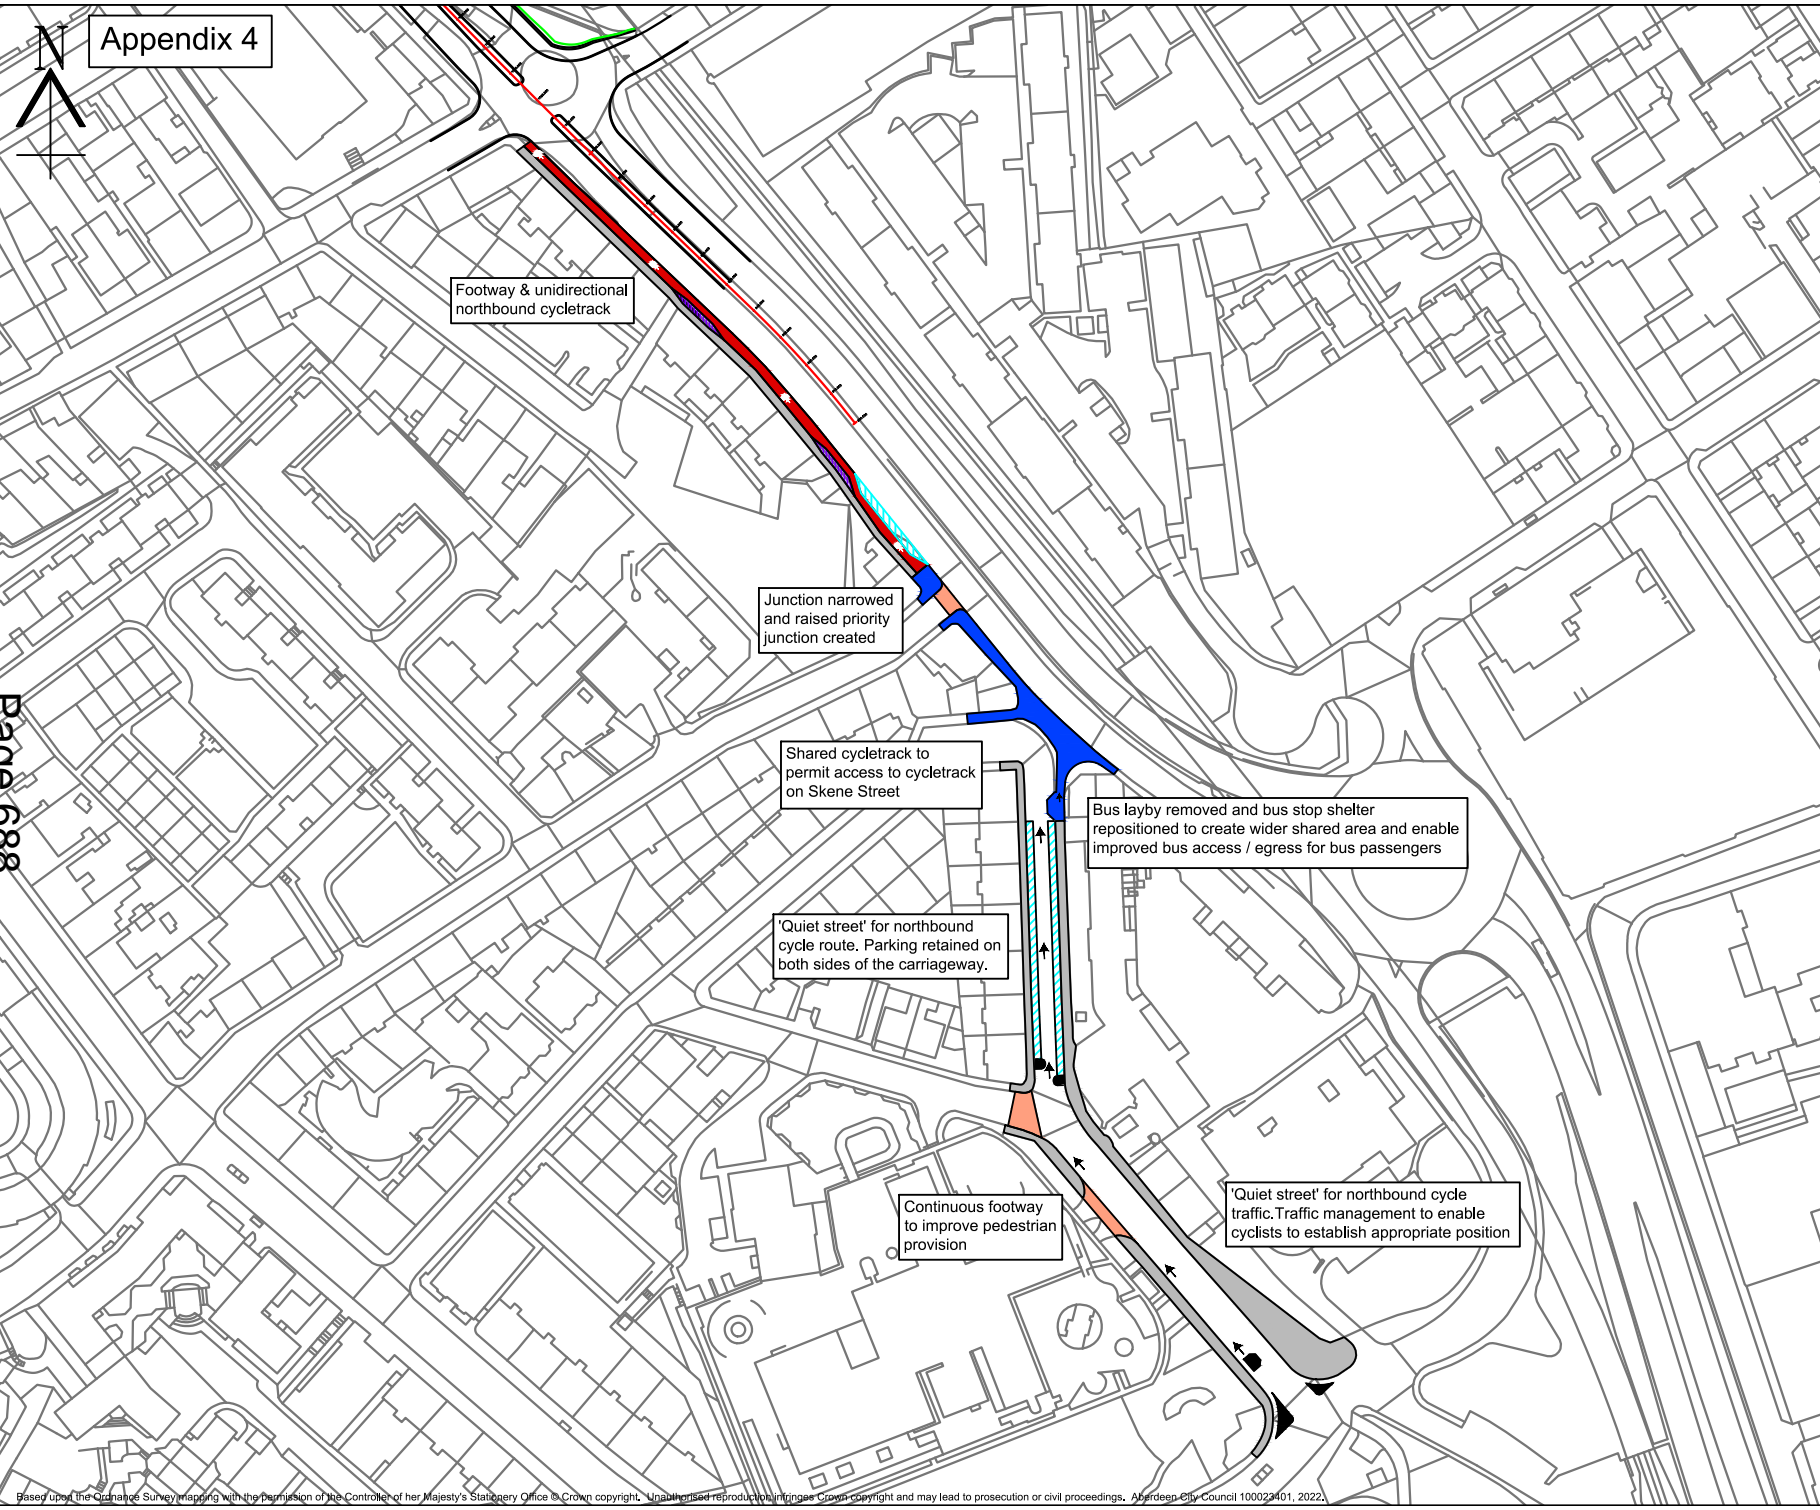 N
Appendix 4
Footway & unidirectional
northbound cycletrack
Junction narrowed
and raised priority
junction created
Page 688
Shared cycletrack to
permit access to cycletrack
on Skene Street
Bus layby removed and bus stop shelter
repositioned to create wider shared area and enable
improved bus access / egress for bus passengers
'Quiet street' for northbound
cycle route. Parking retained on
both sides of the carriageway.
Continuous footway
to improve pedestrian
provision
'Quiet street' for northbound cycle
traffic.Traffic management to enable
cyclists to establish appropriate position
Based upon the Ordnance Survey mapping with the permission of the Controller of her Majesty's Stationery Office © Crown copyright. Unauthorised reproduction infringes Crown copyright and may lead to prosecution or civil proceedings. Aberdeen City Council 100023401, 2022.